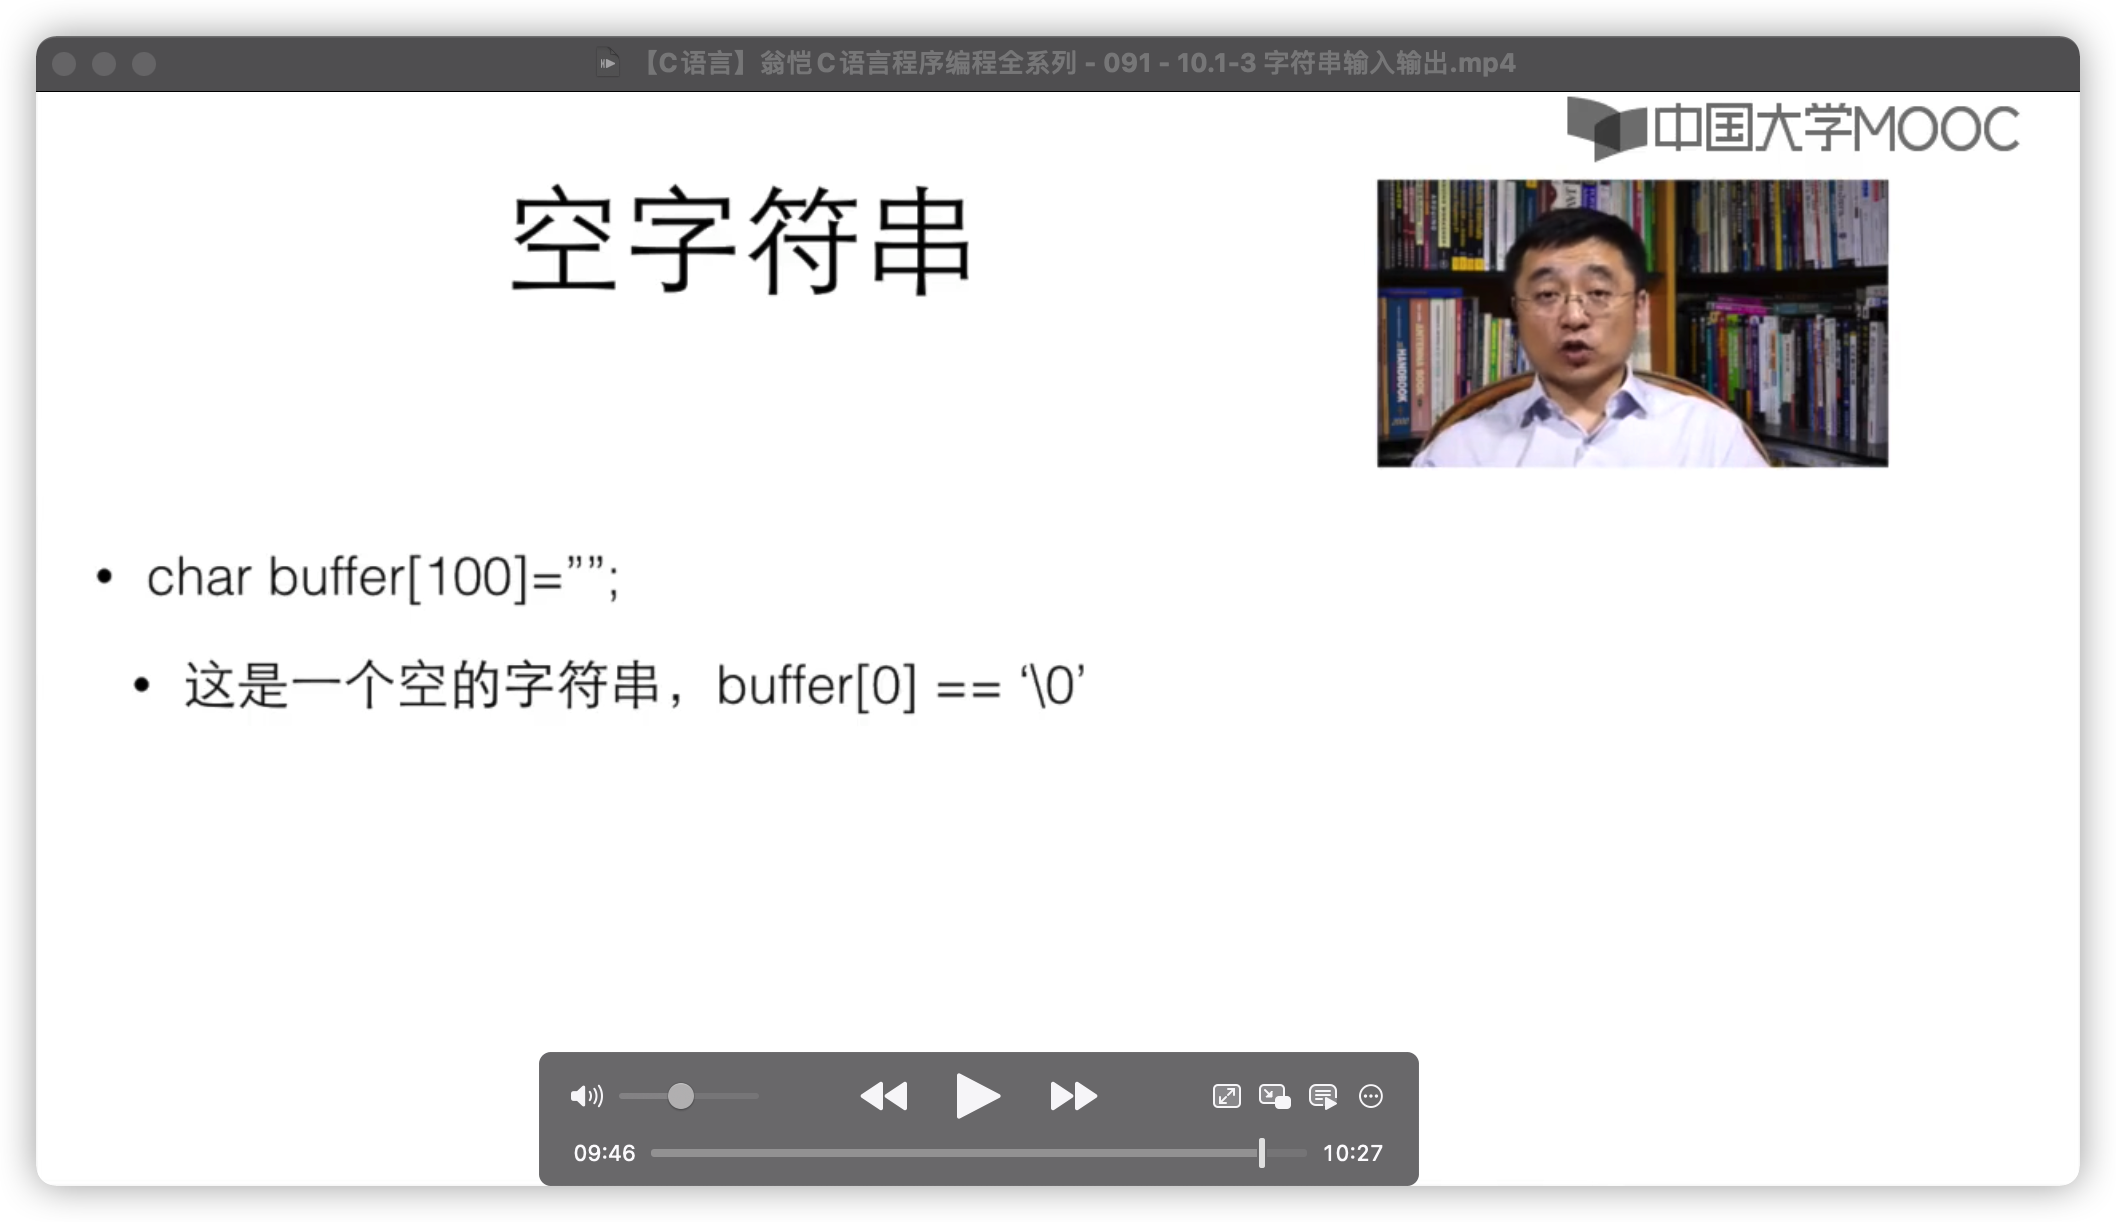 【C语言】翁恺C语言程序编程全系列 - 091 - 10.1-3 字符串输入输出.mp4
中国大学MOOC
空字符串
HANDBOOK
ANTENNA BOOK
• char buffer[100]=””;
• 这是一个空的字符串，buffer[0] == ‘\0’
09:46
10:27